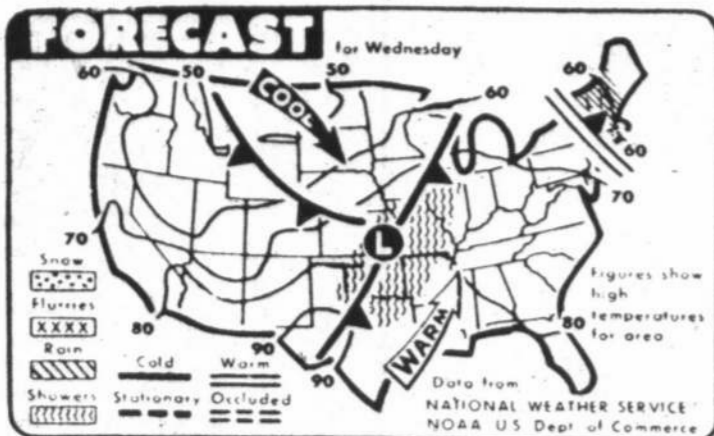 FORECAST for Wednesday
60 50 50 60 60
COOL
60
70
70
L
Snow
Flurries
XXXX
Rain
Showers
80
90
90
Cold Warm
Stationary Occluded
WARM
Figures show
high
80 temperatures
for area
Data from
NATIONAL WEATHER SERVICE
NOAA US Dept of Commerce